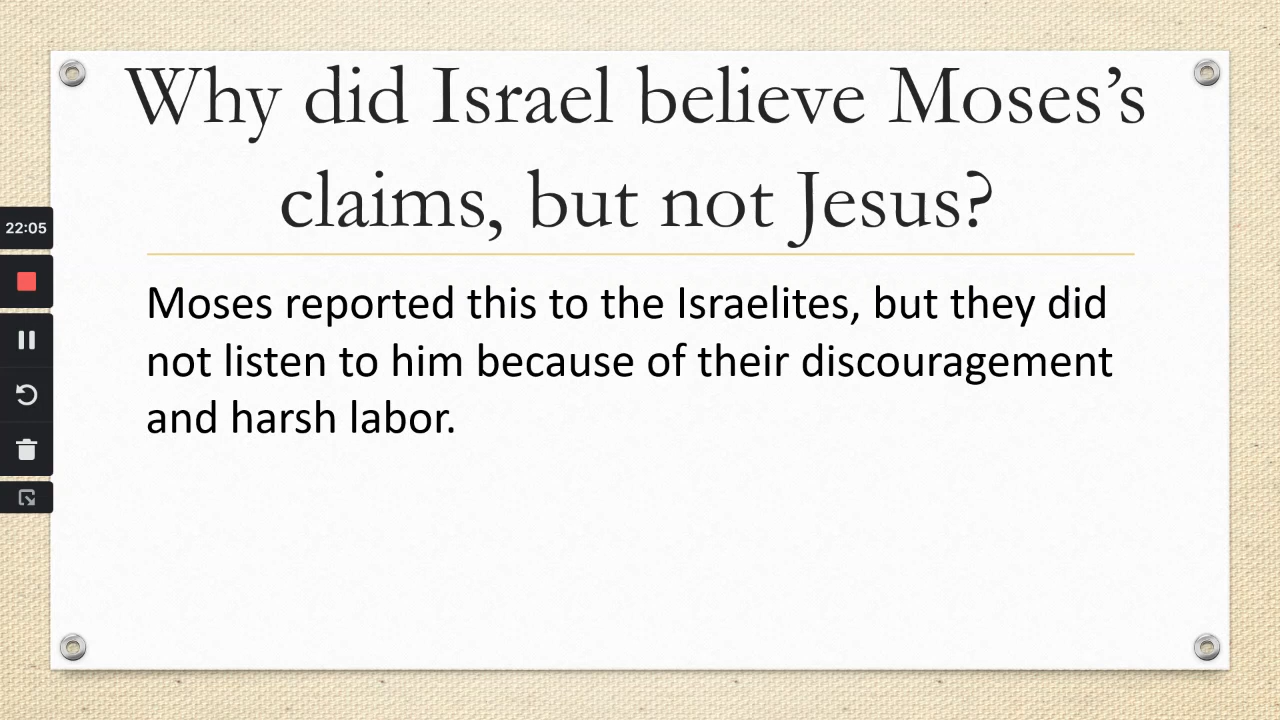 Why did Israel believe Moses’s
claims, but not Jesus?
22:05
Moses reported this to the Israelites, but they did
not listen to him because of their discouragement
and harsh labor.